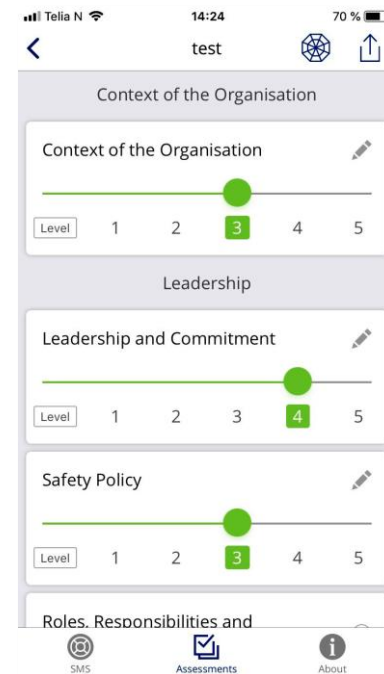 Telia N 14:24 70 %
test
Context of the Organisation
Context of the Organisation
Level 1 2 3 4 5
Leadership
Leadership and Commitment
Level 1 2 3 4 5
Safety Policy
Level 1 2 3 4 5
Roles, Responsibilities and
SMS Assessments About